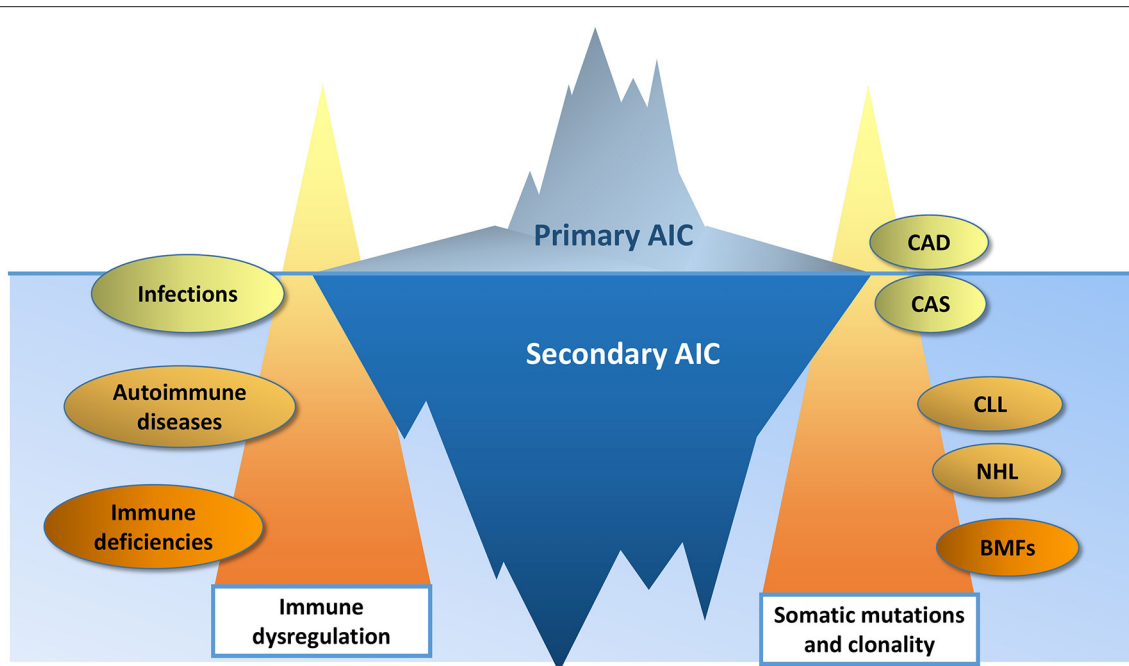 Primary AIC
CAD
Infections
CAS
Secondary AIC
Autoimmune
diseases
CLL
NHL
Immune
deficiencies
BMFs
Immune
dysregulation
Somatic mutations
and clonality